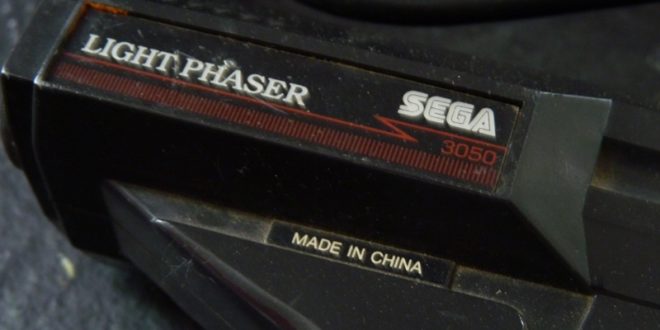 LIGHT PHASER
SEGA
3050
MADE IN CHINA